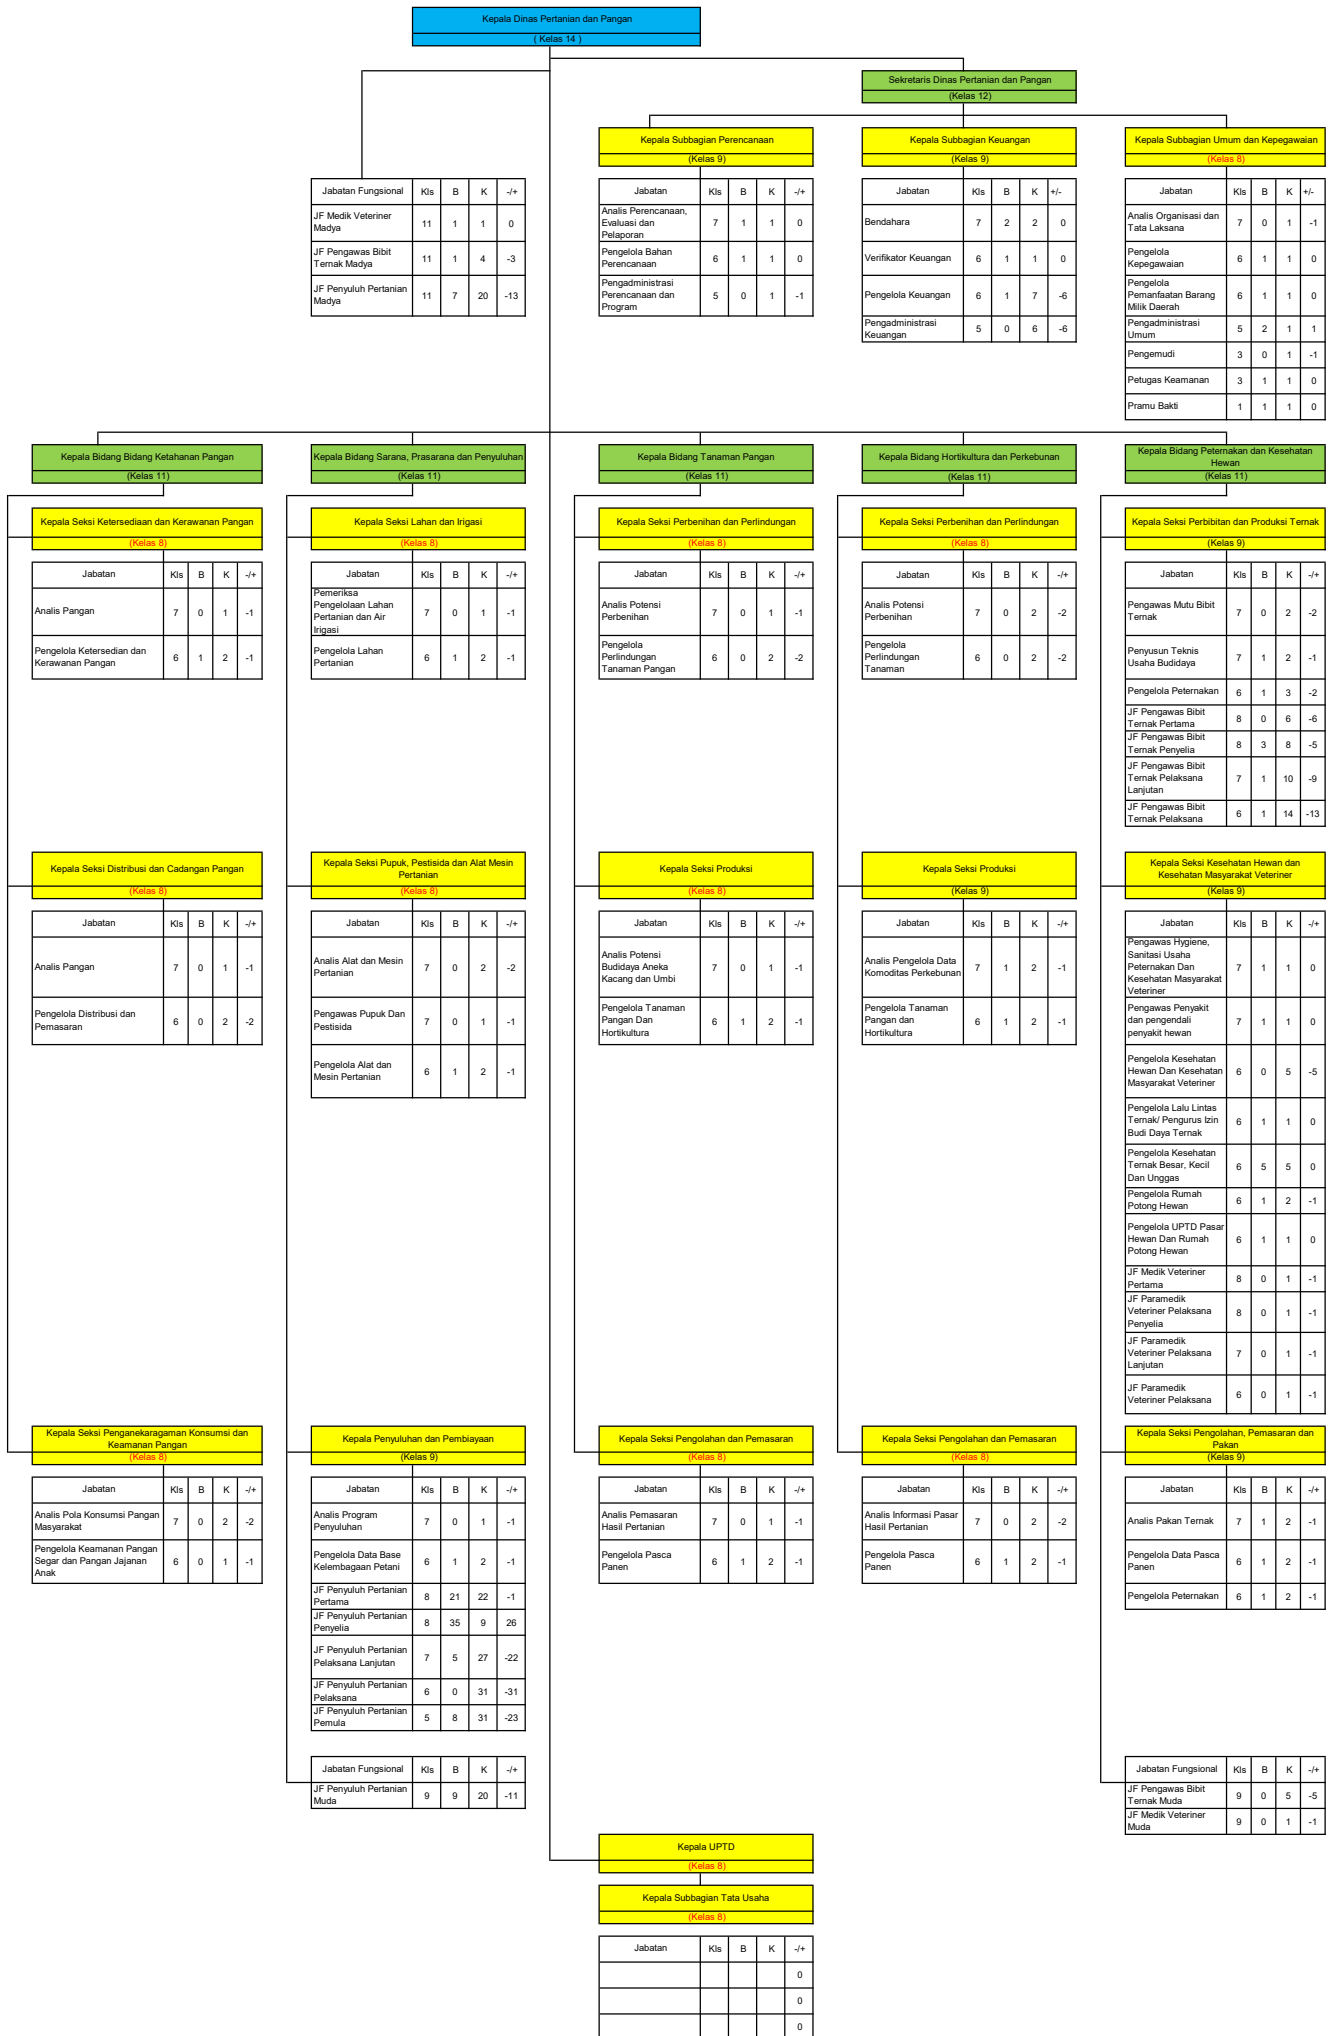 Kepala Dinas Pertanian dan Pangan
( Kelas 14 )
Sekretaris Dinas Pertanian dan Pangan
(Kelas 12)
Kepala Subbagian Perencanaan
(Kelas 9)
Kepala Subbagian Keuangan
(Kelas 9)
Kepala Subbagian Umum dan Kepegawaian
(Kelas 8)
Jabatan Fungsional Kls B K -/+
JF Medik Veteriner
Madya 11 1 1 0
JF Pengawas Bibit
Ternak Madya 11 1 4 -3
JF Penyuluh Pertanian
Madya 11 7 20 -13
Jabatan Kls B K -/+
Analis Perencanaan,
Evaluasi dan
Pelaporan 7 1 1 0
Pengelola Bahan
Perencanaan 6 1 1 0
Pengadministrasi
Perencanaan dan
Program 5 0 1 -1
Jabatan Kls B K +/-
Bendahara 7 2 2 0
Verifikator Keuangan 6 1 1 0
Pengelola Keuangan 6 1 7 -6
Pengadministrasi
Keuangan 5 0 6 -6
Jabatan Kls B K +/-
Analis Organisasi dan
Tata Laksana 7 0 1 -1
Pengelola
Kepegawaian 6 1 1 0
Pengelola
Pemanfaatan Barang
Milik Daerah 6 1 1 0
Pengadministrasi
Umum 5 2 1 1
Pengemudi 3 0 1 -1
Petugas Keamanan 3 1 1 0
Pramu Bakti 1 1 1 0
Kepala Bidang Bidang Ketahanan Pangan
(Kelas 11)
Kepala Bidang Sarana, Prasarana dan Penyuluhan
(Kelas 11)
Kepala Bidang Tanaman Pangan
(Kelas 11)
Kepala Bidang Hortikultura dan Perkebunan
(Kelas 11)
Kepala Bidang Peternakan dan Kesehatan
Hewan
(Kelas 11)
Kepala Seksi Ketersediaan dan Kerawanan Pangan
(Kelas 8)
Kepala Seksi Lahan dan Irigasi
(Kelas 8)
Kepala Seksi Perbenihan dan Perlindungan
(Kelas 8)
Kepala Seksi Perbenihan dan Perlindungan
(Kelas 8)
Kepala Seksi Perbibitan dan Produksi Ternak
(Kelas 9)
Jabatan Kls B K -/+
Analis Pangan 7 0 1 -1
Pengelola Ketersedian dan
Kerawanan Pangan 6 1 2 -1
Jabatan Kls B K -/+
Pemeriksa
Pengelolaan Lahan
Pertanian dan Air
Irigasi 7 0 1 -1
Pengelola Lahan
Pertanian 6 1 2 -1
Jabatan Kls B K -/+
Analis Potensi
Perbenihan 7 0 1 -1
Pengelola
Perlindungan
Tanaman Pangan 6 0 2 -2
Jabatan Kls B K -/+
Analis Potensi
Perbenihan 7 0 2 -2
Pengelola
Perlindungan
Tanaman 6 0 2 -2
Jabatan Kls B K -/+
Pengawas Mutu Bibit
Ternak 7 0 2 -2
Penyusun Teknis
Usaha Budidaya 7 1 2 -1
Pengelola Peternakan 6 1 3 -2
JF Pengawas Bibit
Ternak Pertama 8 0 6 -6
JF Pengawas Bibit
Ternak Penyelia 8 3 8 -5
JF Pengawas Bibit
Ternak Pelaksana
Lanjutan 7 1 10 -9
JF Pengawas Bibit
Ternak Pelaksana 6 1 14 -13
Kepala Seksi Distribusi dan Cadangan Pangan
(Kelas 8)
Kepala Seksi Pupuk, Pestisida dan Alat Mesin
Pertanian
(Kelas 8)
Kepala Seksi Produksi
(Kelas 8)
Kepala Seksi Produksi
(Kelas 9)
Kepala Seksi Kesehatan Hewan dan
Kesehatan Masyarakat Veteriner
(Kelas 9)
Jabatan Kls B K -/+
Analis Pangan 7 0 1 -1
Pengelola Distribusi dan
Pemasaran 6 0 2 -2
Jabatan Kls B K -/+
Analis Alat dan Mesin
Pertanian 7 0 2 -2
Pengawas Pupuk Dan
Pestisida 7 0 1 -1
Pengelola Alat dan
Mesin Pertanian 6 1 2 -1
Jabatan Kls B K -/+
Analis Potensi
Budidaya Aneka
Kacang dan Umbi 7 0 1 -1
Pengelola Tanaman
Pangan Dan
Hortikultura 6 1 2 -1
Jabatan Kls B K -/+
Analis Pengelola Data
Komoditas Perkebunan 7 1 2 -1
Pengelola Tanaman
Pangan dan
Hortikultura 6 1 2 -1
Jabatan Kls B K -/+
Pengawas Hygiene,
Sanitasi Usaha
Peternakan Dan
Kesehatan Masyarakat
Veteriner 7 1 1 0
Pengawas Penyakit
dan pengendali
penyakit hewan 7 1 1 0
Pengelola Kesehatan
Hewan Dan Kesehatan
Masyarakat Veteriner 6 0 5 -5
Pengelola Lalu Lintas
Ternak/ Pengurus Izin
Budi Daya Ternak 6 1 1 0
Pengelola Kesehatan
Ternak Besar, Kecil
Dan Unggas 6 5 5 0
Pengelola Rumah
Potong Hewan 6 1 2 -1
Pengelola UPTD Pasar
Hewan Dan Rumah
Potong Hewan 6 1 1 0
JF Medik Veteriner
Pertama 8 0 1 -1
JF Paramedik
Veteriner Pelaksana
Penyelia 8 0 1 -1
JF Paramedik
Veteriner Pelaksana
Lanjutan 7 0 1 -1
JF Paramedik
Veteriner Pelaksana 6 0 1 -1
Kepala Seksi Penganekaragaman Konsumsi dan
Keamanan Pangan
(Kelas 8)
Kepala Penyuluhan dan Pembiayaan
(Kelas 9)
Kepala Seksi Pengolahan dan Pemasaran
(Kelas 8)
Kepala Seksi Pengolahan dan Pemasaran
(Kelas 8)
Kepala Seksi Pengolahan, Pemasaran dan
Pakan
(Kelas 9)
Jabatan Kls B K -/+
Analis Pola Konsumsi Pangan
Masyarakat 7 0 2 -2
Pengelola Keamanan Pangan
Segar dan Pangan Jajanan
Anak 6 0 1 -1
Jabatan Kls B K -/+
Analis Program
Penyuluhan 7 0 1 -1
Pengelola Data Base
Kelembagaan Petani 6 1 2 -1
JF Penyuluh Pertanian
Pertama 8 21 22 -1
JF Penyuluh Pertanian
Penyelia 8 35 9 26
JF Penyuluh Pertanian
Pelaksana Lanjutan 7 5 27 -22
JF Penyuluh Pertanian
Pelaksana 6 0 31 -31
JF Penyuluh Pertanian
Pemula 5 8 31 -23
Jabatan Kls B K -/+
Analis Pemasaran
Hasil Pertanian 7 0 1 -1
Pengelola Pasca
Panen 6 1 2 -1
Jabatan Kls B K -/+
Analis Informasi Pasar
Hasil Pertanian 7 0 2 -2
Pengelola Pasca
Panen 6 1 2 -1
Jabatan Kls B K -/+
Analis Pakan Ternak 7 1 2 -1
Pengelola Data Pasca
Panen 6 1 2 -1
Pengelola Peternakan 6 1 2 -1
Jabatan Fungsional Kls B K -/+
JF Penyuluh Pertanian
Muda 9 9 20 -11
Jabatan Fungsional Kls B K -/+
JF Pengawas Bibit
Ternak Muda 9 0 5 -5
JF Medik Veteriner
Muda 9 0 1 -1
Kepala UPTD
(Kelas 8)
Kepala Subbagian Tata Usaha
(Kelas 8)
Jabatan Kls B K -/+
0
0
0